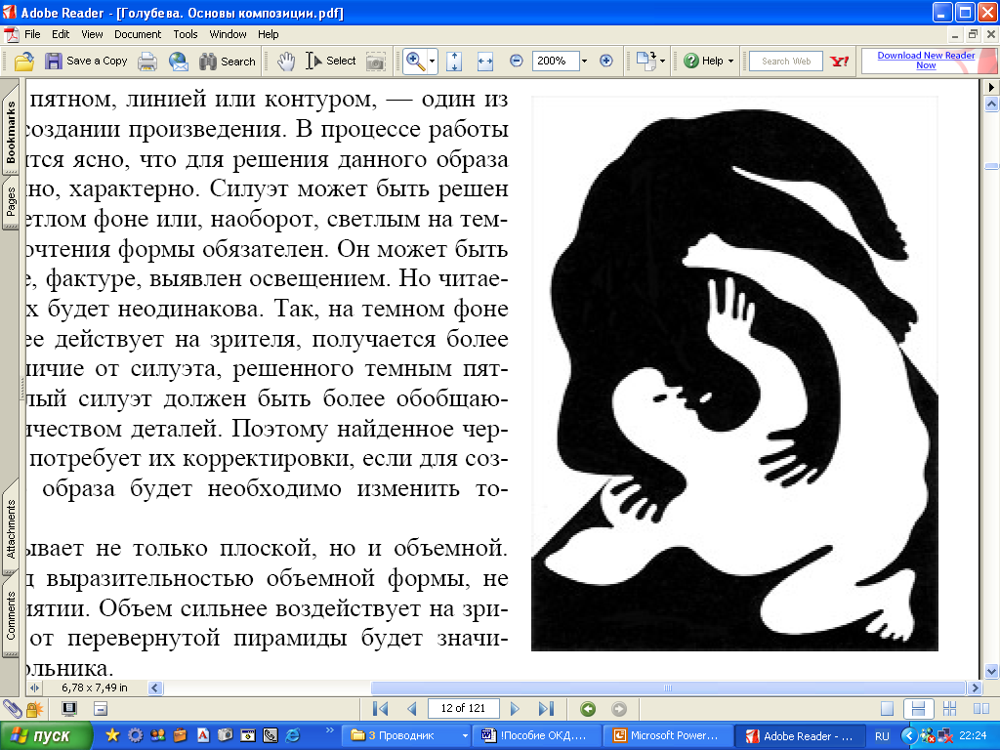 Adobe Reader - [Голубева. Основы композиции.pdf]
File Edit View Document Tools Window Help
Save a Copy Search Select 200% Help Search Web Y! Download New Reader Now
Bookmarks
Pages
Attachments
Comments
пятном, линией или контуром, — один из
создании произведения. В процессе работы
ится ясно, что для решения данного образа
но, характерно. Силуэт может быть решен
етлом фоне или, наоборот, светлым на тем-
очтения формы обязателен. Он может быть
е, фактуре, выявлен освещением. Но читае-
х будет неодинакова. Так, на темном фоне
ее действует на зрителя, получается более
личие от силуэта, решенного темным пят-
лый силуэт должен быть более обобщаю-
ичеством деталей. Поэтому найденное чер-
потребует их корректировки, если для соз-
образа будет необходимо изменить то-
ывает не только плоской, но и объемной.
д выразительностью объемной формы, не
иятии. Объем сильнее воздействует на зри-
от перевернутой пирамиды будет значи-
ольника.
6,78 x 7,49 in
12 of 121
пуск 3 Проводник !Пособие ОКД.... Microsoft Power... Adobe Reader - ... RU 22:24